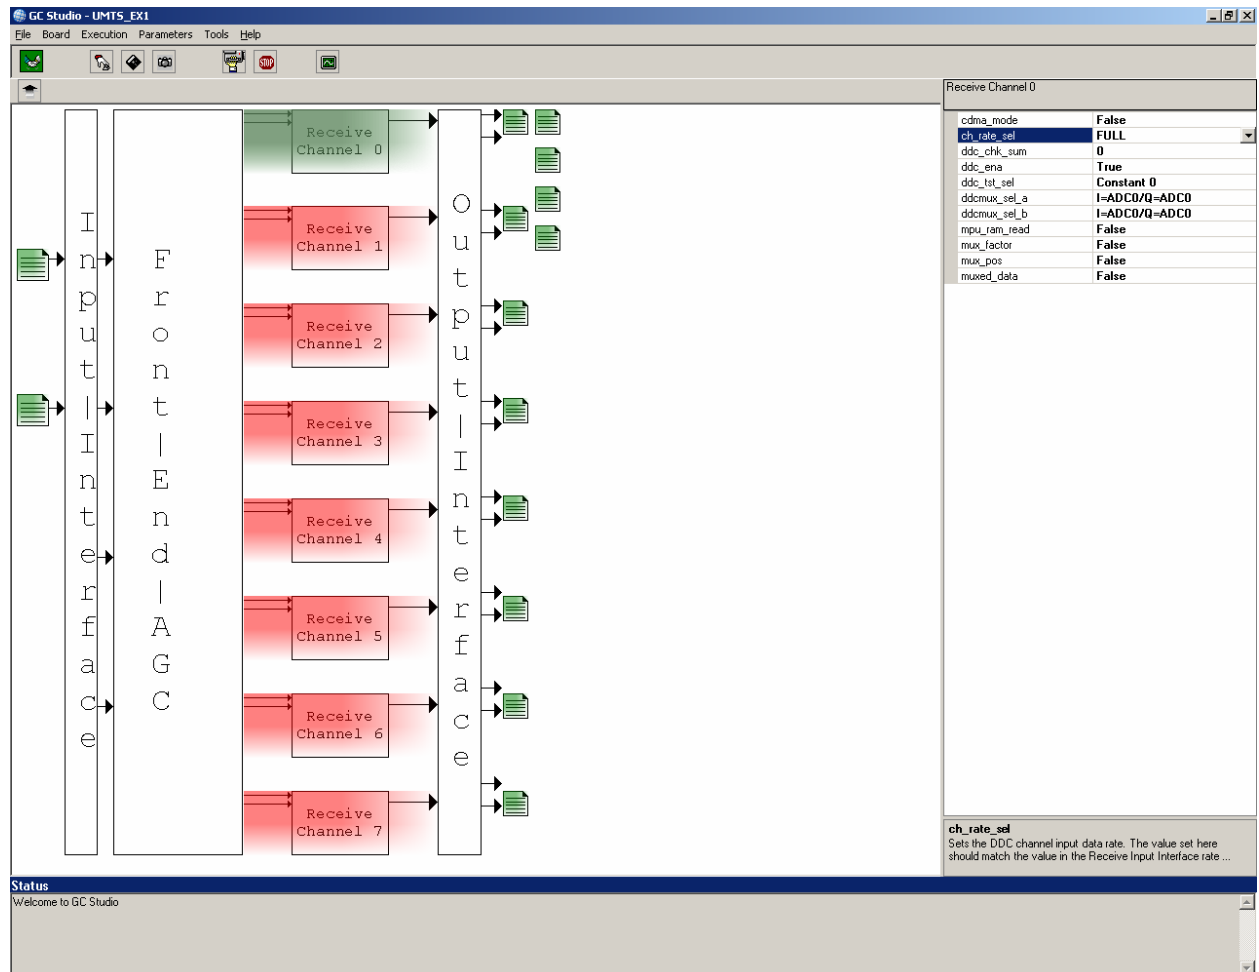 GC Studio - UMTS_EX1
File Board Execution Parameters Tools Help
STOP
Input|Interface
Front|End|AGC
Receive
Channel 0
Receive
Channel 1
Receive
Channel 2
Receive
Channel 3
Receive
Channel 4
Receive
Channel 5
Receive
Channel 6
Receive
Channel 7
Output|Interface
Receive Channel 0
cdma_mode False
ch_rate_sel FULL
ddc_chk_sum 0
ddc_ena True
ddc_tst_sel Constant 0
ddcmux_sel_a I=ADC0/Q=ADC0
ddcmux_sel_b I=ADC0/Q=ADC0
mpu_ram_read False
mux_factor False
mux_pos False
muxed_data False
ch_rate_sel
Sets the DDC channel input data rate. The value set here
should match the value in the Receive Input Interface rate ...
Status
Welcome to GC Studio